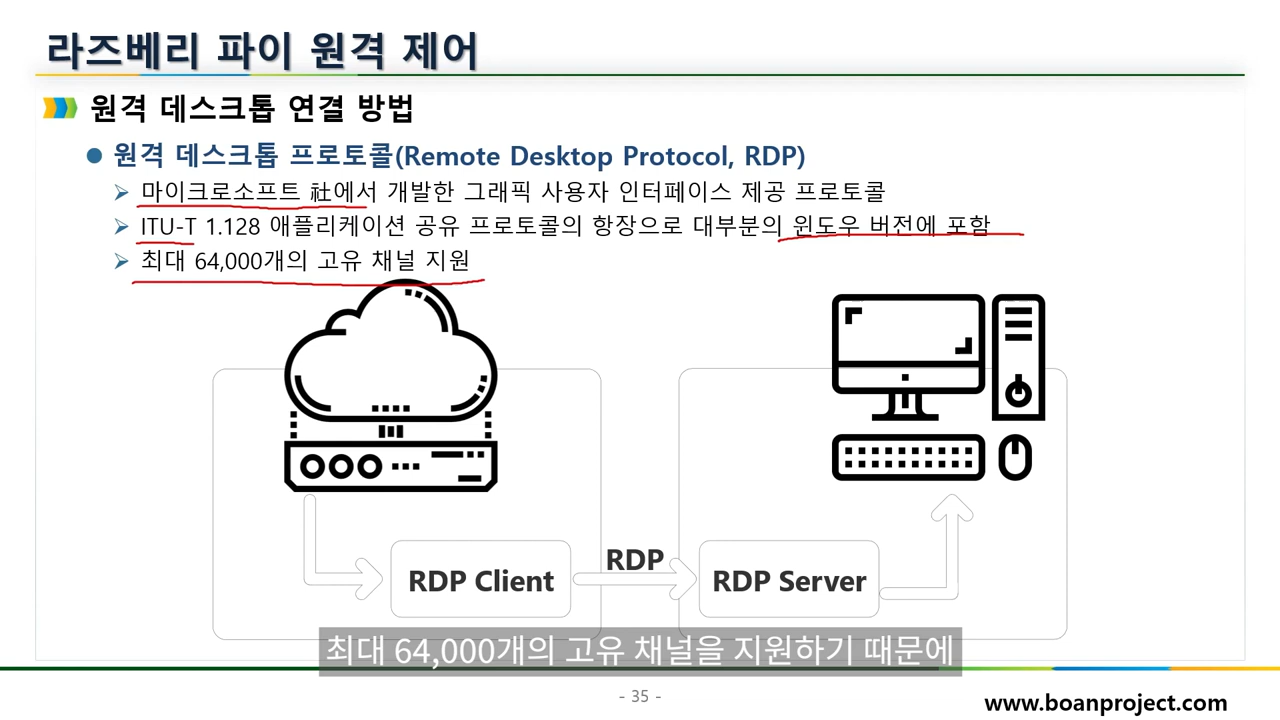 라즈베리 파이 원격 제어
원격 데스크톱 연결 방법
원격 데스크톱 프로토콜(Remote Desktop Protocol, RDP)
마이크로소프트 社에서 개발한 그래픽 사용자 인터페이스 제공 프로토콜
ITU-T 1.128 애플리케이션 공유 프로토콜의 항장으로 대부분의 윈도우 버전에 포함
최대 64,000개의 고유 채널 지원
RDP Client
RDP
RDP Server
최대 64,000개의 고유 채널을 지원하기 때문에
- 35 -
www.boanproject.com